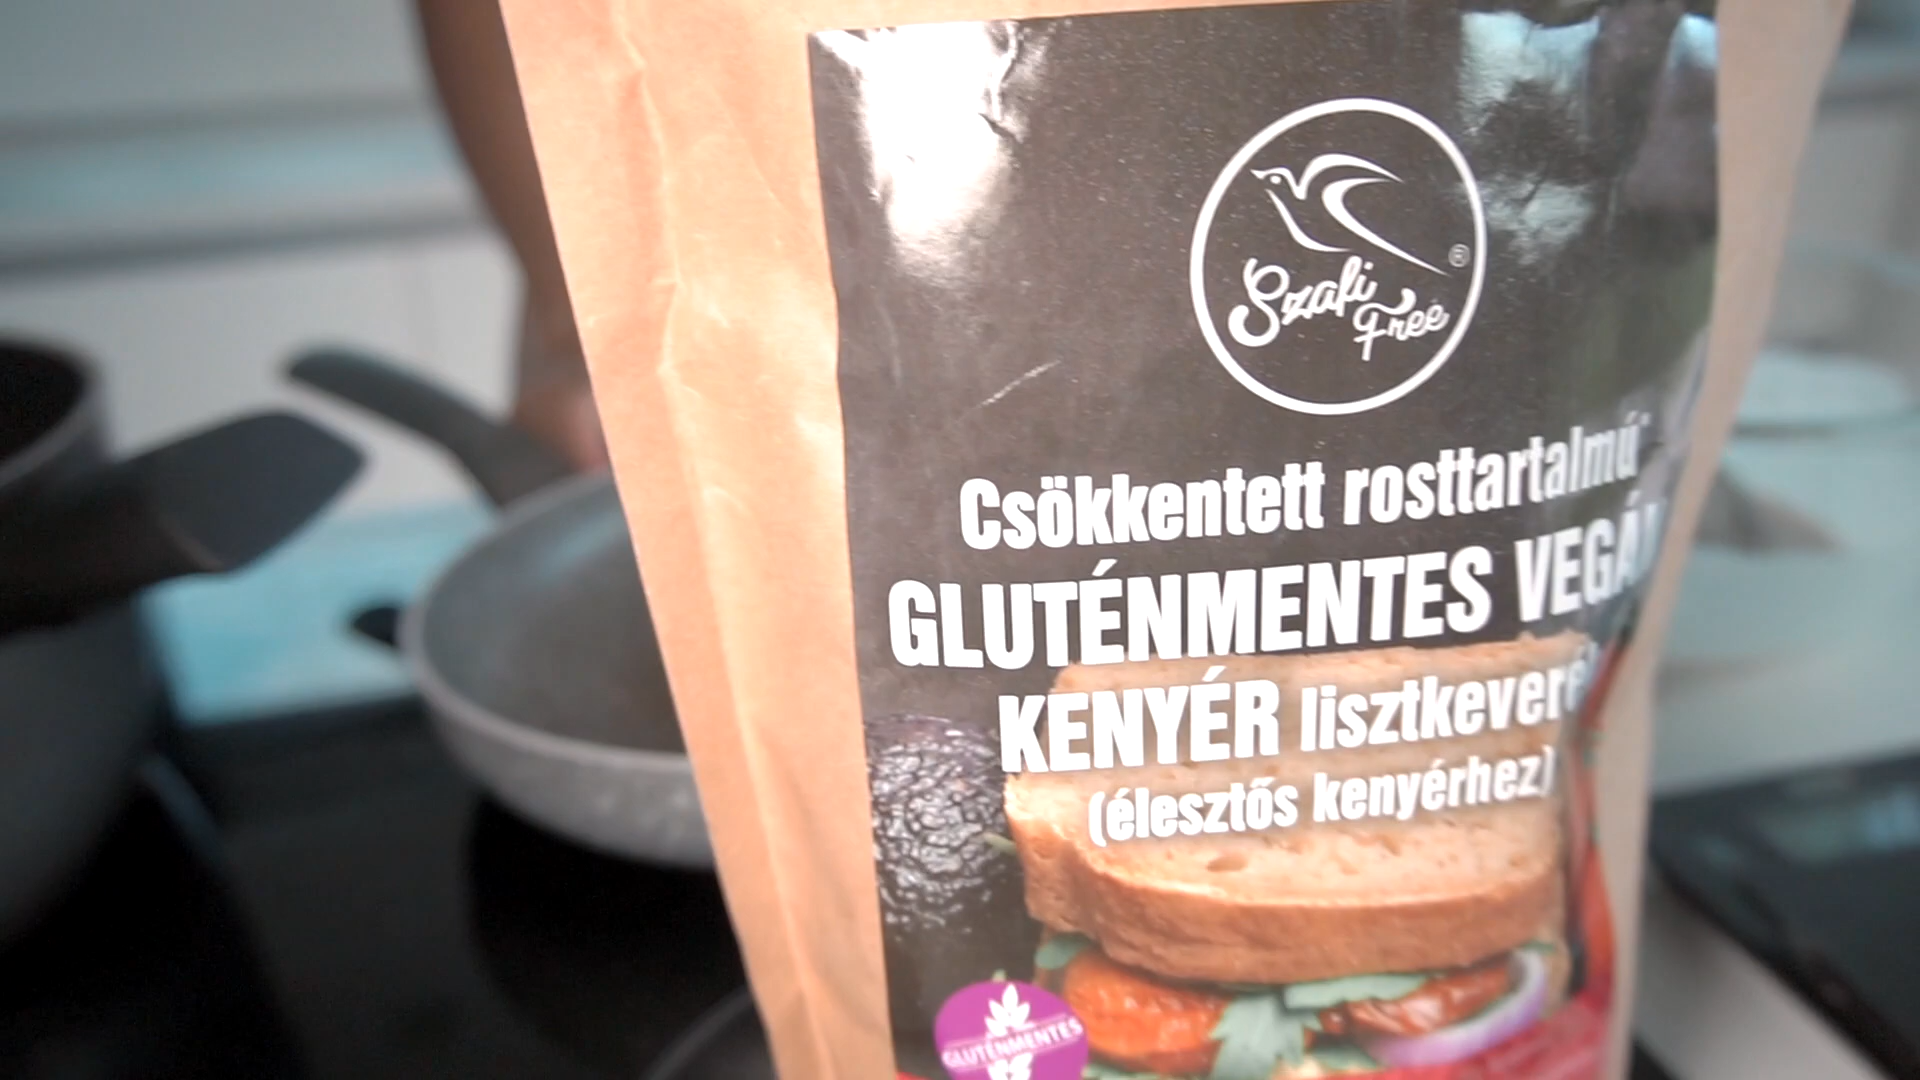 Szafi
Free
®
Csökkentett rosttartalmú
GLUTÉNMENTES
KENYÉR
(élesztős kenyérhez)
GLUTÉNMENTES